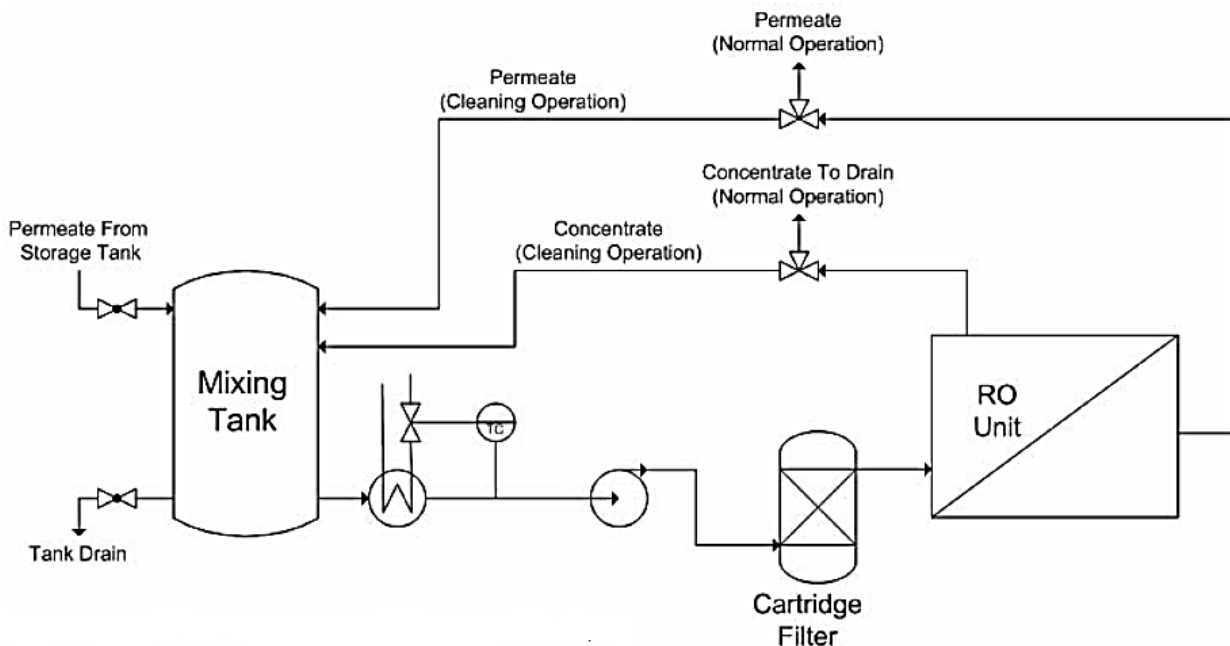 Permeate
(Normal Operation)
Permeate
(Cleaning Operation)
Concentrate To Drain
(Normal Operation)
Permeate From
Storage Tank
Concentrate
(Cleaning Operation)
Mixing
Tank
RO
Unit
TC
Tank Drain
Cartridge
Filter